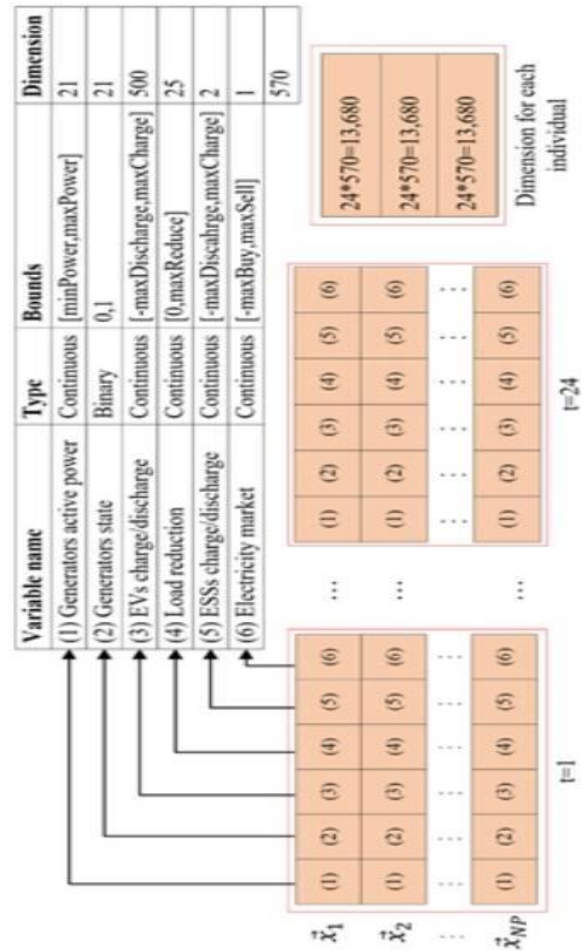 Variable name Type Bounds Dimension
(1) Generators active power Continuous [minPower,maxPower] 21
(2) Generators state Binary 0,1 21
(3) EVs charge/discharge Continuous [-maxDischarge,maxCharge] 500
(4) Load reduction Continuous [0,maxReduce] 25
(5) ESSs charge/discharge Continuous [-maxDiscahrge,maxCharge] 2
(6) Electricity market Continuous [-maxBuy,maxSell] 1
570
x⃗₁ (1) (2) (3) (4) (5) (6) ... (1) (2) (3) (4) (5) (6) 24*570=13,680
x⃗₂ (1) (2) (3) (4) (5) (6) ... (1) (2) (3) (4) (5) (6) 24*570=13,680
⋮ ⋮ ⋮ ⋮ ⋮ ⋮ ⋮ ⋮ ⋮ ⋮ ⋮ ⋮ ⋮
x⃗NP (1) (2) (3) (4) (5) (6) ... (1) (2) (3) (4) (5) (6) 24*570=13,680
t=1 t=24
Dimension for each
individual